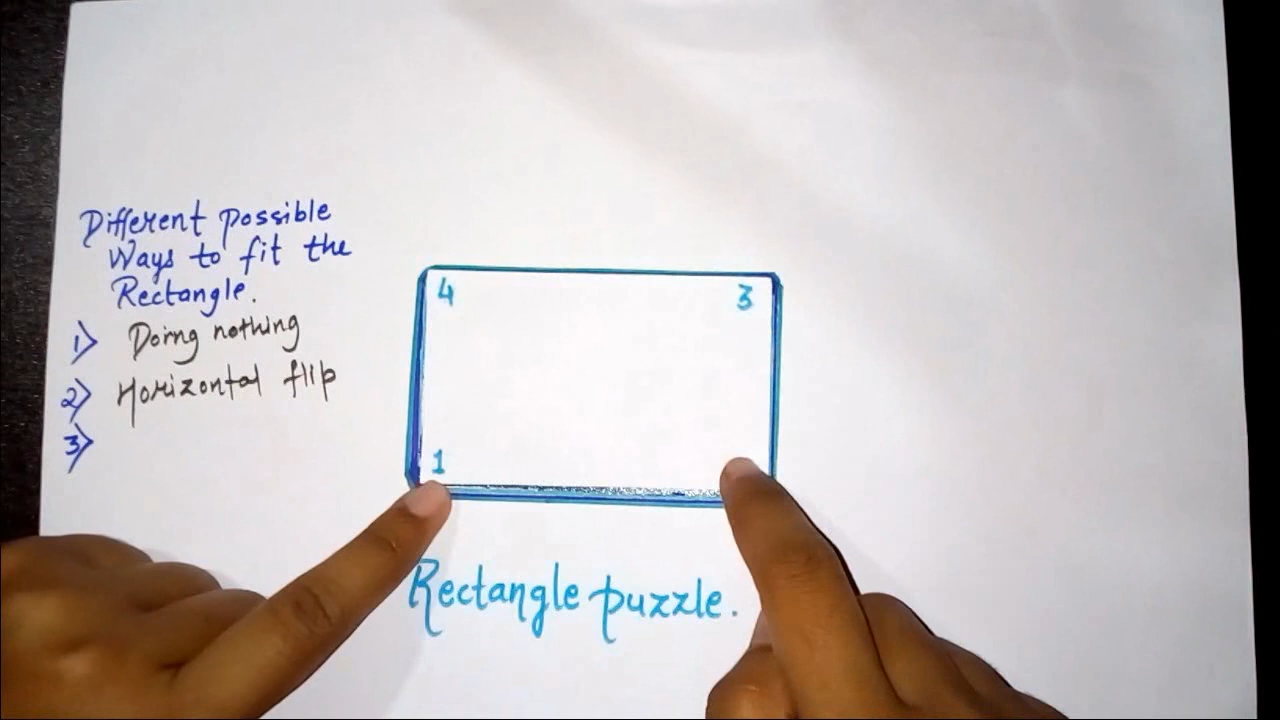 Different possible
Ways to fit the
Rectangle.
1> Doing nothing
2> Horizontal flip
3>
4 3
1
Rectangle puzzle.